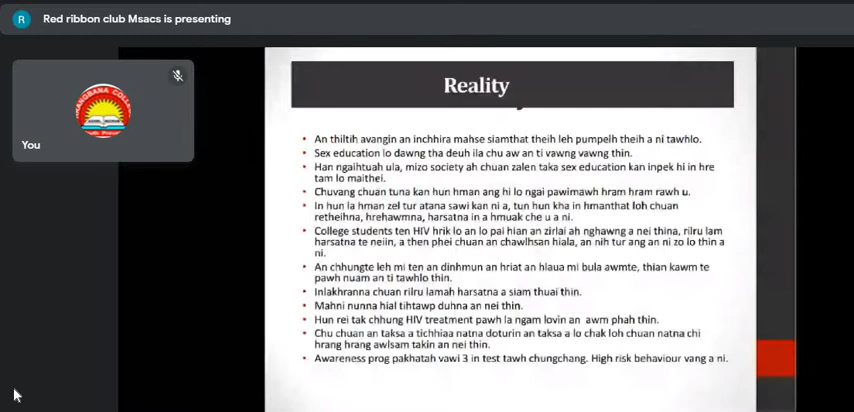 R Red ribbon club Msacs is presenting
You
Reality
• An thiltih avangin an inchhira mahse siamthat theih leh pumpelh theih a ni tawhlo.
• Sex education lo dawng tha deuh ila chu aw an ti vawng vawng thin.
• Han ngaihtuah ula, mizo society ah chuan zalen taka sex education kan inpek hi in hre
tam lo maithei.
• Chuvang chuan tuna kan hun hman ang hi lo ngai pawimawh hram hram rawh u.
• In hun la hman zel tur atana sawi kan ni a, tun hun kha in hmanthat loh chuan
retheihna, hrehawmna, harsatna in a hmuak che u a ni.
• College students ten HIV hrik lo an lo pai hian an zirlai ah nghawng a nei thina, rilru lam
harsatna te neiin, a then phei chuan an chawlhsan hiala, an nih tur ang an ni zo lo thin a
ni.
• An chhungte leh mi ten an dinhmun an hriat an hlaua mi bula awmte, thian kawm te
pawh nuam an ti tawhlo thin.
• Inlakhranna chuan rilru lamah harsatna a siam thuai thin.
• Mahni nunna hial tihtawp duhna an nei thin.
• Hun rei tak chhung HIV treatment pawh la ngam lovin an awm phah thin.
• Chu chuan an taksa a tichhiaa natna doturin an taksa a lo chak loh chuan natna chi
hrang hrang awlsam takin an nei thin.
• Awareness prog pakhatah vawi 3 in test tawh chungchang. High risk behaviour vang a ni.